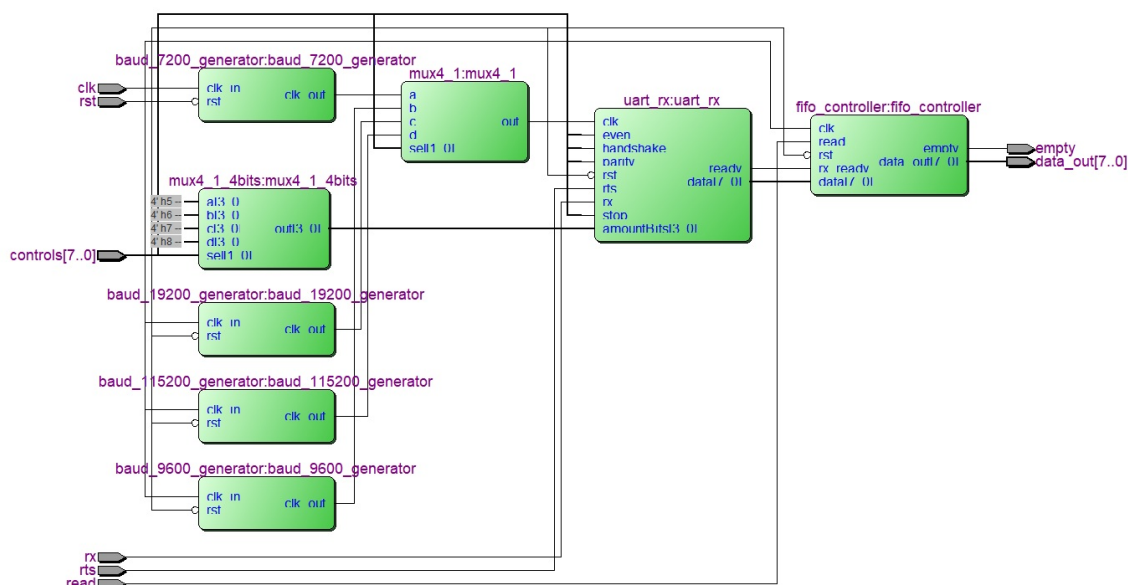 baud_7200_generator:baud_7200_generator
clk
rst
clk_in
rst
clk_out
mux4_1:mux4_1
a
b
c
d
sel[1..0]
out
uart_rx:uart_rx
clk
even
handshake
parity
rst
rts
rx
stop
amountBits[3..0]
ready
data[7..0]
fifo_controller:fifo_controller
clk
read
rst
rx_ready
data[7..0]
empty
data_out[7..0]
empty
data_out[7..0]
mux4_1_4bits:mux4_1_4bits
4' h5 --
4' h6 --
4' h7 --
4' h8 --
a[3..0]
b[3..0]
c[3..0]
d[3..0]
sel[1..0]
out[3..0]
controls[7..0]
baud_19200_generator:baud_19200_generator
clk_in
rst
clk_out
baud_115200_generator:baud_115200_generator
clk_in
rst
clk_out
baud_9600_generator:baud_9600_generator
clk_in
rst
clk_out
rx
rts
read